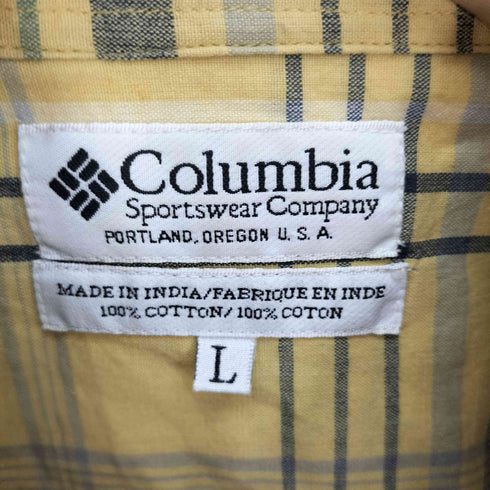 Columbia
Sportswear Company
PORTLAND, OREGON U.S.A.
MADE IN INDIA/FABRIQUE EN INDE
100% COTTON/100% COTON
L